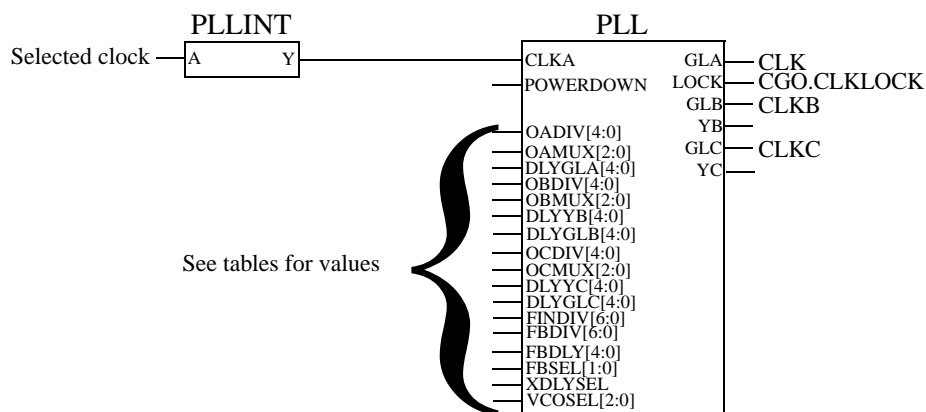 PLLINT
PLL
Selected clock
A Y
CLKA
POWERDOWN
OADIV[4:0]
OAMUX[2:0]
DLYGLA[4:0]
OBDIV[4:0]
OBMUX[2:0]
DLYYB[4:0]
DLYGLB[4:0]
OCDIV[4:0]
OCMUX[2:0]
DLYYC[4:0]
DLYGLC[4:0]
FINDIV[6:0]
FBDIV[6:0]
FBDLY[4:0]
FBSEL[1:0]
XDLYSEL
VCOSEL[2:0]
GLA CLK
LOCK CGO.CLKLOCK
GLB CLKB
YB
GLC CLKC
YC
See tables for values